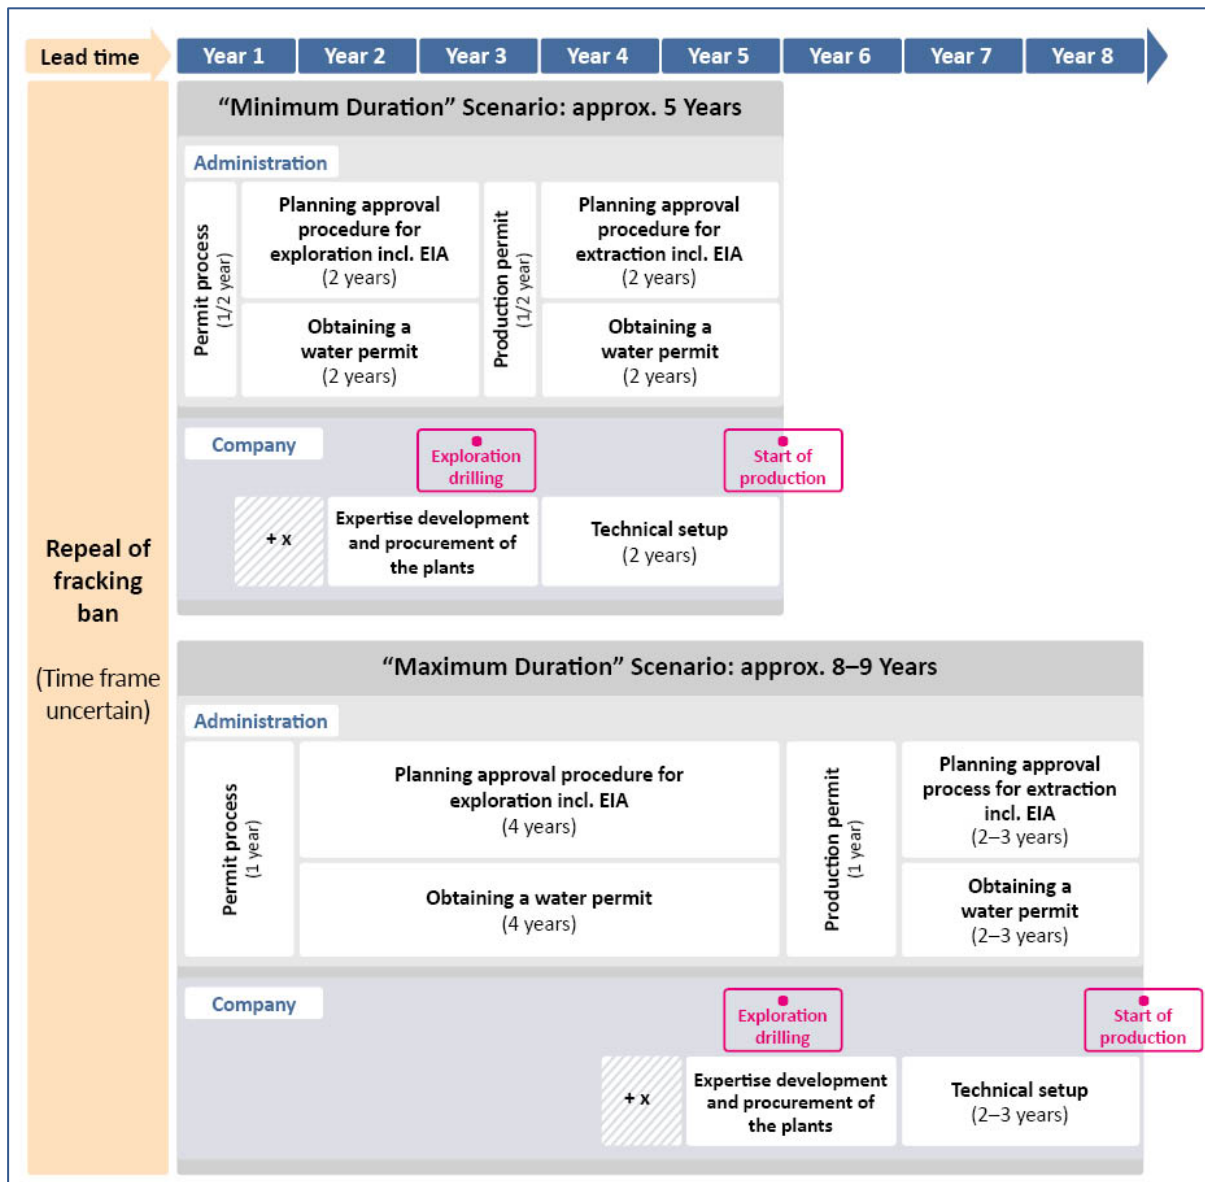 Lead time
Year 1
Year 2
Year 3
Year 4
Year 5
Year 6
Year 7
Year 8
Repeal of
fracking
ban
(Time frame
uncertain)
“Minimum Duration” Scenario: approx. 5 Years
Administration
Permit process
(1/2 year)
Planning approval
procedure for
exploration incl. EIA
(2 years)
Obtaining a
water permit
(2 years)
Production permit
(1/2 year)
Planning approval
procedure for
extraction incl. EIA
(2 years)
Obtaining a
water permit
(2 years)
Company
Exploration
drilling
Start of
production
+ x
Expertise development
and procurement of
the plants
Technical setup
(2 years)
“Maximum Duration” Scenario: approx. 8–9 Years
Administration
Permit process
(1 year)
Planning approval procedure for
exploration incl. EIA
(4 years)
Obtaining a water permit
(4 years)
Production permit
(1 year)
Planning approval
process for extraction
incl. EIA
(2–3 years)
Obtaining a
water permit
(2–3 years)
Company
Exploration
drilling
Start of
production
+ x
Expertise development
and procurement of
the plants
Technical setup
(2–3 years)